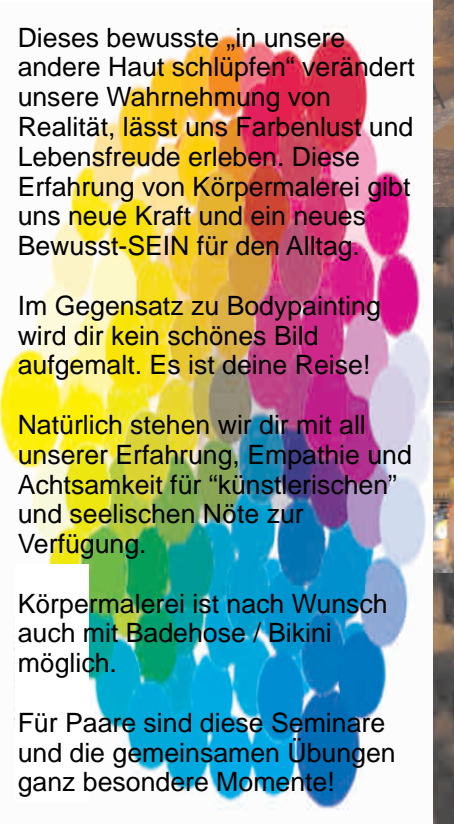 Dieses bewusste „in unsere
andere Haut schlüpfen“ verändert
unsere Wahrnehmung von
Realität, lässt uns Farbenlust und
Lebensfreude erleben. Diese
Erfahrung von Körpermalerei gibt
uns neue Kraft und ein neues
Bewusst-SEIN für den Alltag.
Im Gegensatz zu Bodypainting
wird dir kein schönes Bild
aufgemalt. Es ist deine Reise!
Natürlich stehen wir dir mit all
unserer Erfahrung, Empathie und
Achtsamkeit für “künstlerischen”
und seelischen Nöte zur
Verfügung.
Körpermalerei ist nach Wunsch
auch mit Badehose / Bikini
möglich.
Für Paare sind diese Seminare
und die gemeinsamen Übungen
ganz besondere Momente!